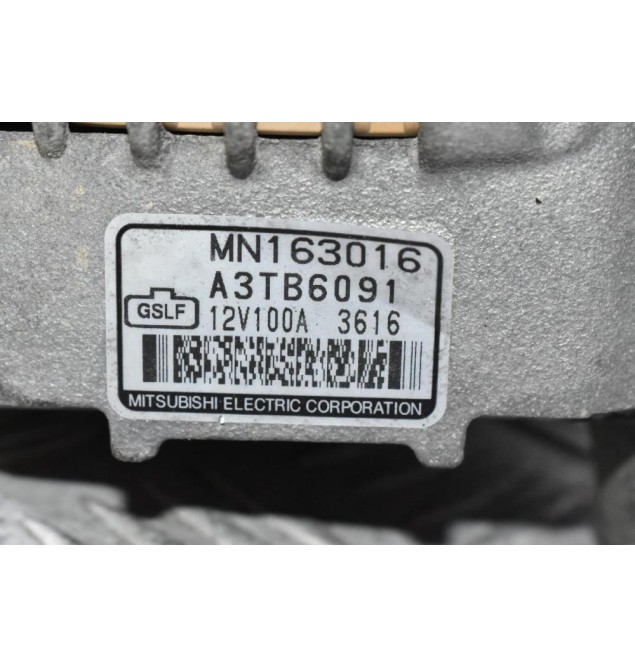 MN163016
A3TB6091
GSLF
12V100A 3616
MITSUBISHI ELECTRIC CORPORATION